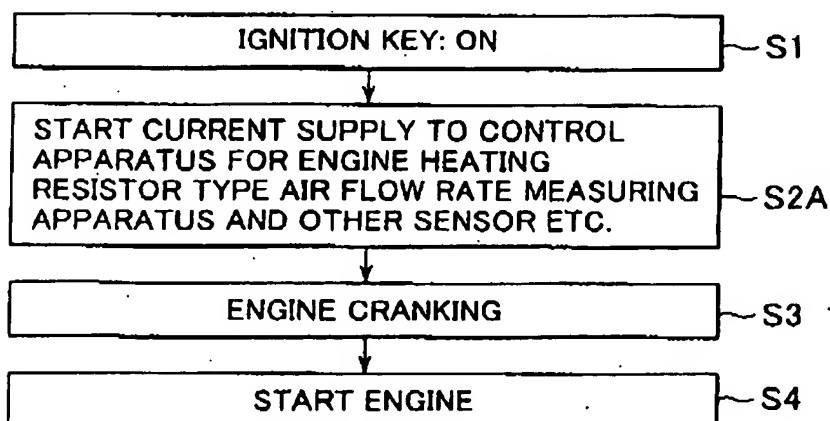 IGNITION KEY: ON
S1
START CURRENT SUPPLY TO CONTROL
APPARATUS FOR ENGINE HEATING
RESISTOR TYPE AIR FLOW RATE MEASURING
APPARATUS AND OTHER SENSOR ETC.
S2A
ENGINE CRANKING
S3
START ENGINE
S4